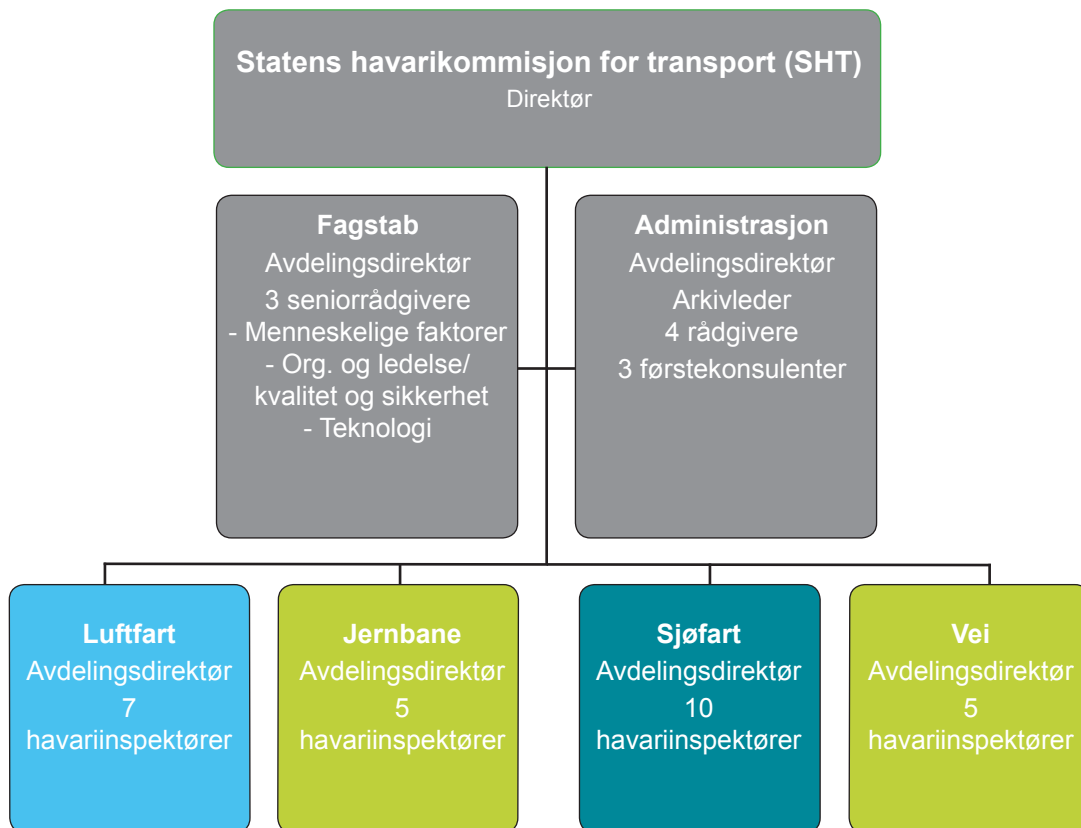 Statens havarikommisjon for transport (SHT)
Direktør
Fagstab
Avdelingsdirektør
3 seniorrådgivere
- Menneskelige faktorer
- Org. og ledelse/
kvalitet og sikkerhet
- Teknologi
Administrasjon
Avdelingsdirektør
Arkivleder
4 rådgivere
3 førstekonsulenter
Luftfart
Avdelingsdirektør
7
havariinspektører
Jernbane
Avdelingsdirektør
5
havariinspektører
Sjøfart
Avdelingsdirektør
10
havariinspektører
Vei
Avdelingsdirektør
5
havariinspektører